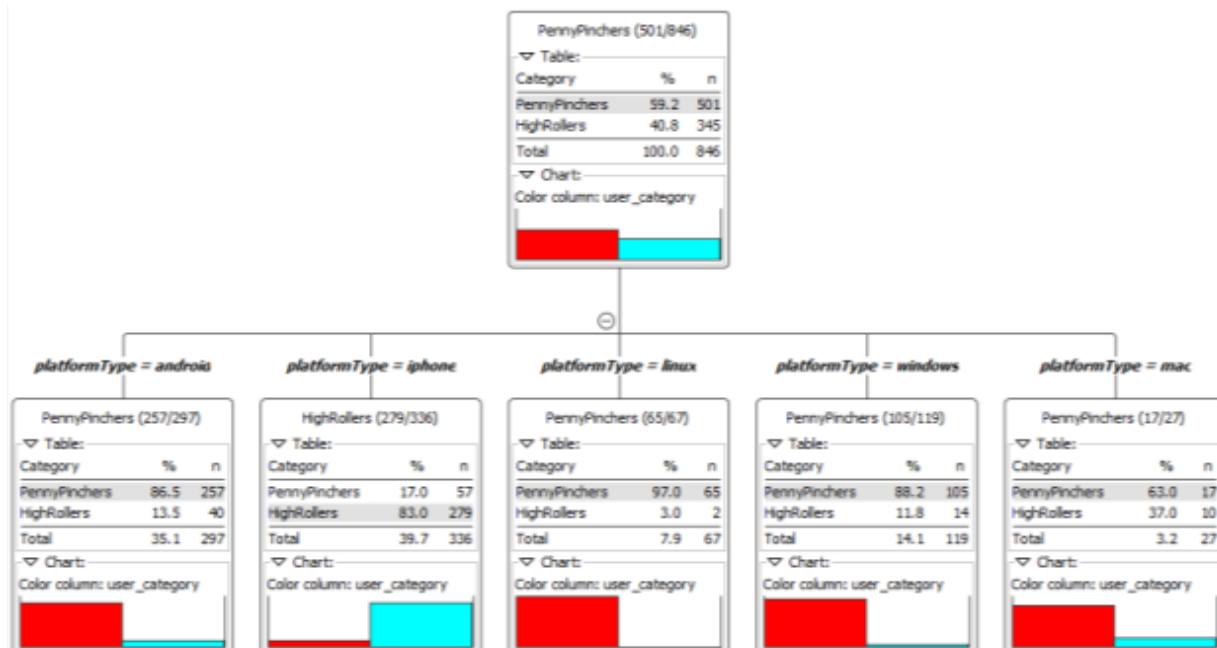 PennyPinchers (501/846)
Table:
Category % n
PennyPinchers 59.2 501
HighRollers 40.8 345
Total 100.0 846
Chart:
Color column: user_category
platformType = android
platformType = iphone
platformType = linux
platformType = windows
platformType = mac
PennyPinchers (257/297)
Table:
Category % n
PennyPinchers 86.5 257
HighRollers 13.5 40
Total 35.1 297
Chart:
Color column: user_category
HighRollers (279/336)
Table:
Category % n
PennyPinchers 17.0 57
HighRollers 83.0 279
Total 39.7 336
Chart:
Color column: user_category
PennyPinchers (65/67)
Table:
Category % n
PennyPinchers 97.0 65
HighRollers 3.0 2
Total 7.9 67
Chart:
Color column: user_category
PennyPinchers (105/119)
Table:
Category % n
PennyPinchers 88.2 105
HighRollers 11.8 14
Total 14.1 119
Chart:
Color column: user_category
PennyPinchers (17/27)
Table:
Category % n
PennyPinchers 63.0 17
HighRollers 37.0 10
Total 3.2 27
Chart:
Color column: user_category